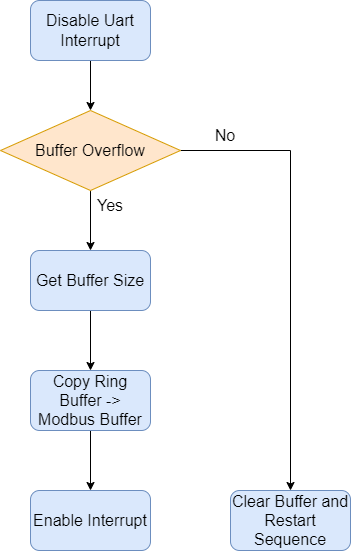 Disable Uart
Interrupt
Buffer Overflow
No
Yes
Get Buffer Size
Copy Ring
Buffer ->
Modbus Buffer
Enable Interrupt
Clear Buffer and
Restart
Sequence